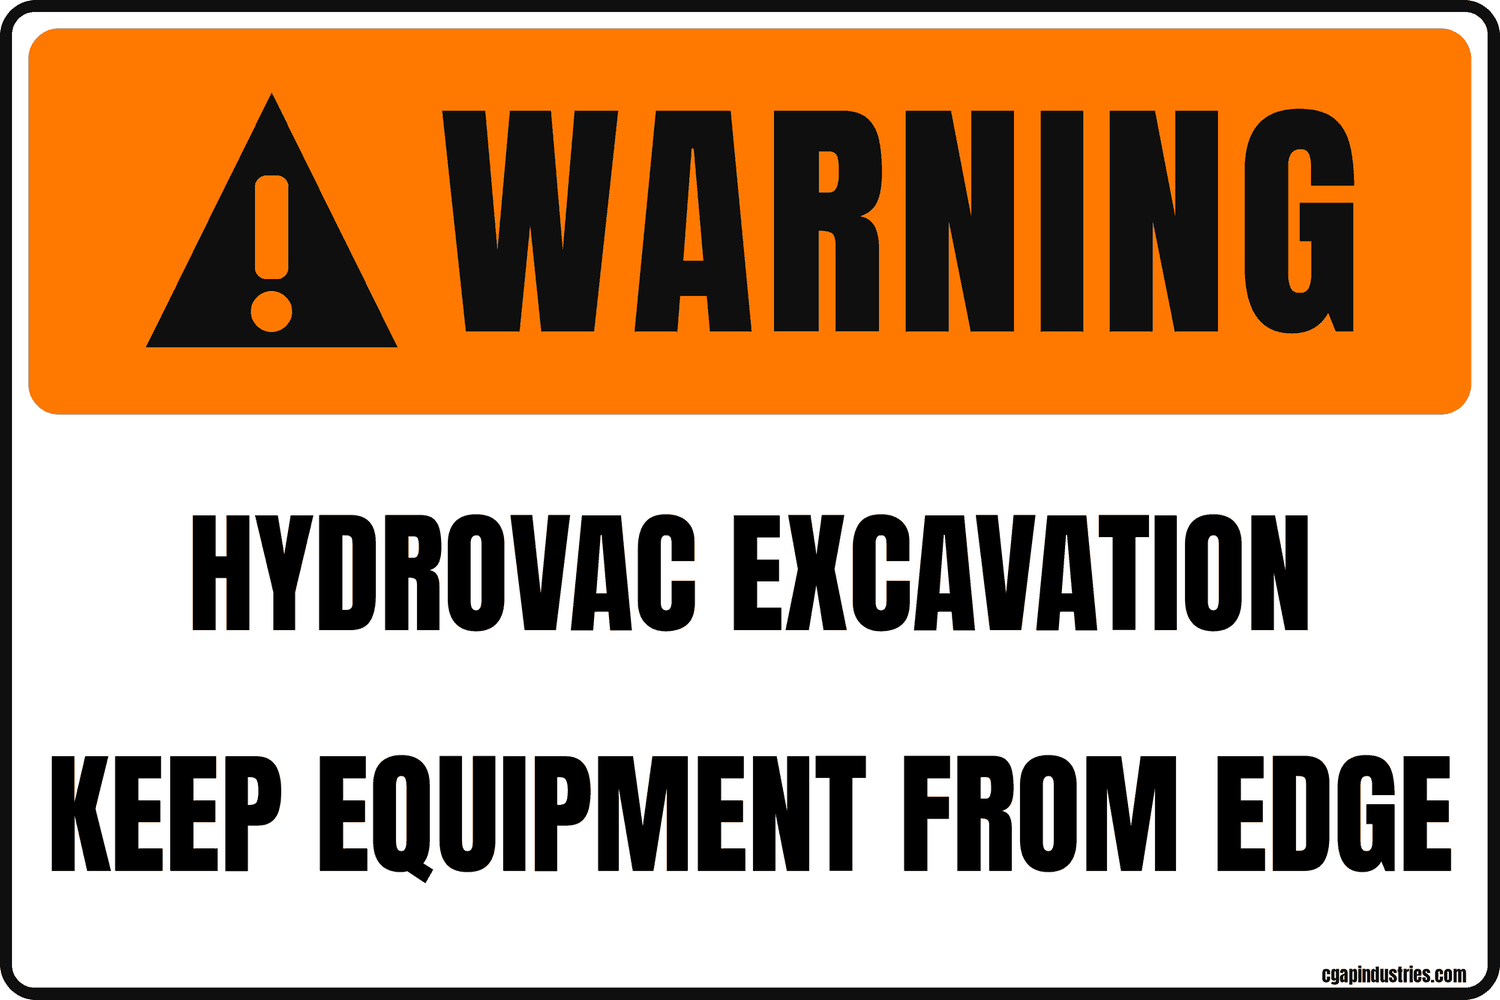 WARNING
HYDROVAC EXCAVATION
KEEP EQUIPMENT FROM EDGE
cgapindustries.com